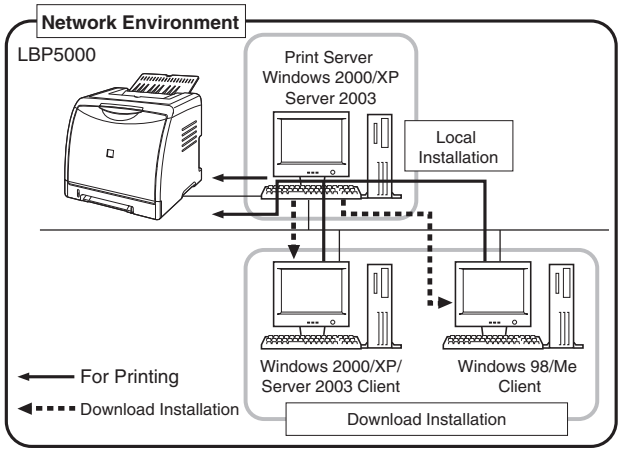 Network Environment
LBP5000
Print Server
Windows 2000/XP
Server 2003
Local
Installation
Windows 2000/XP/
Server 2003 Client
Windows 98/Me
Client
For Printing
Download Installation
Download Installation